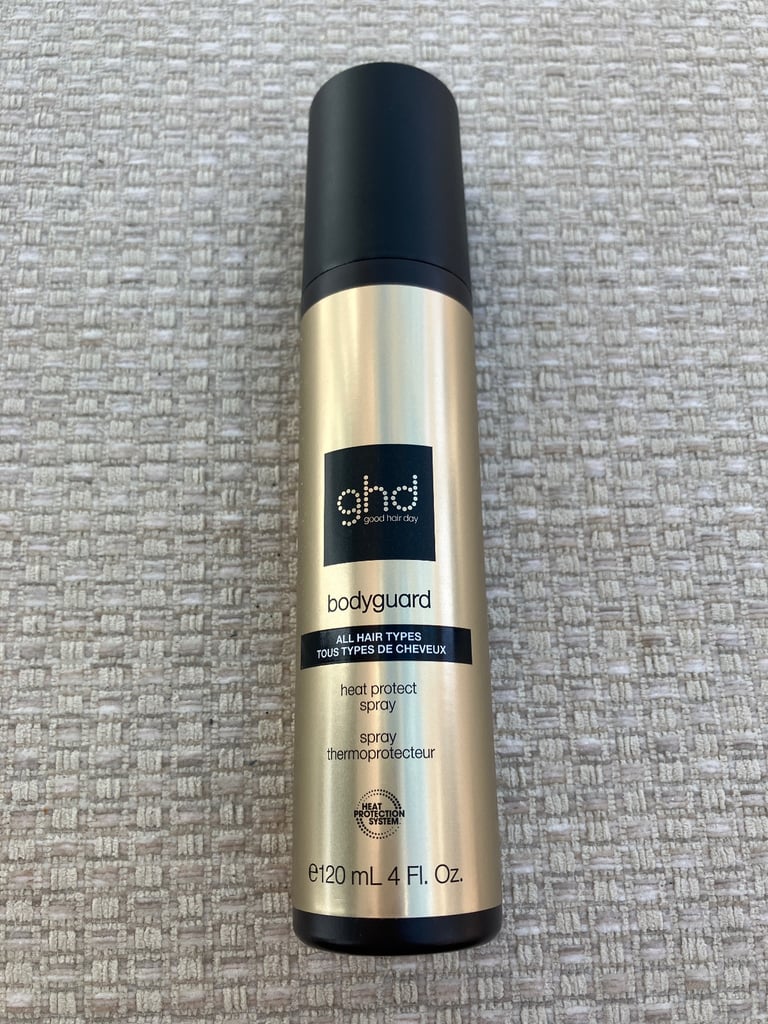 ghd
good hair day
bodyguard
ALL HAIR TYPES
TOUS TYPES DE CHEVEUX
heat protect
spray
spray
thermoprotecteur
HEAT
PROTECTION
SYSTEM
℮120 mL 4 Fl. Oz.